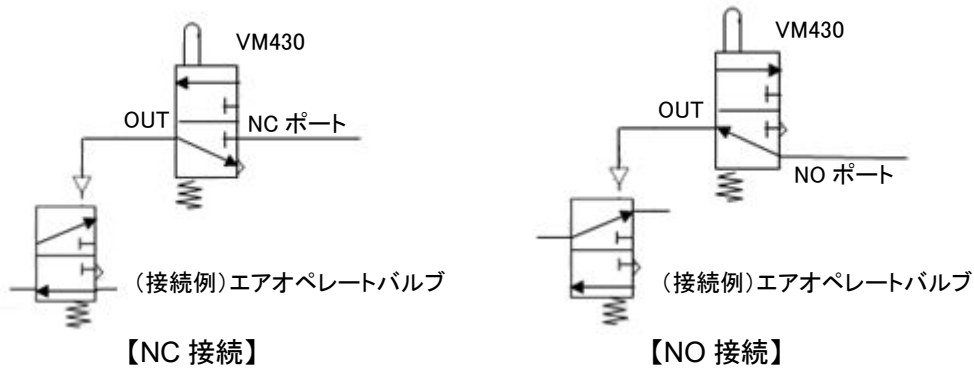 VM430
OUT
NC ポート
(接続例)エアオペレートバルブ
【NC 接続】
VM430
OUT
NO ポート
(接続例)エアオペレートバルブ
【NO 接続】